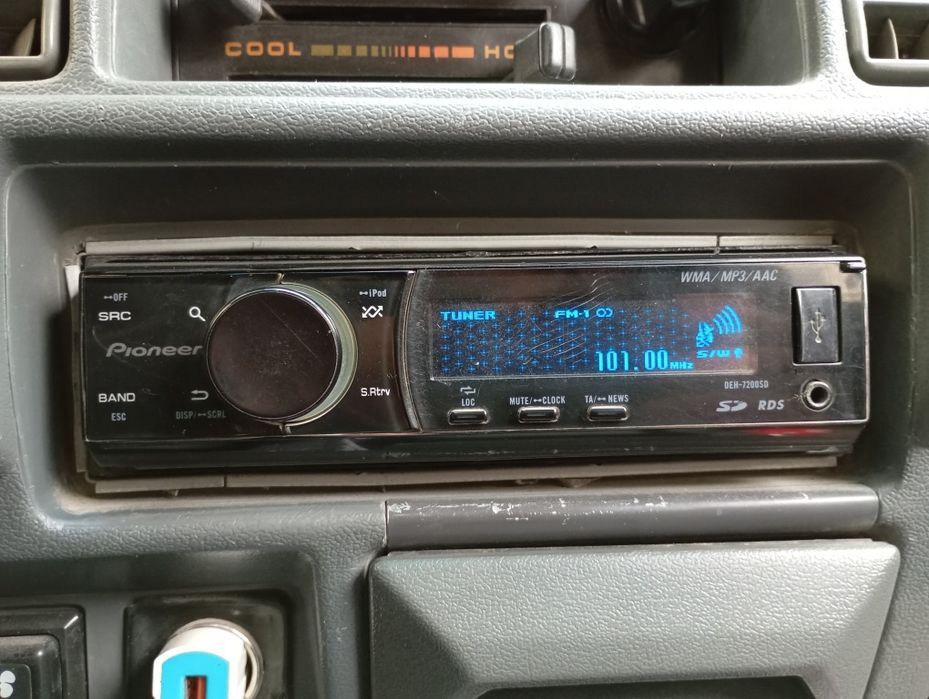 COOL
WMA/MP3/AAC
OFF
iPod
SRC
TUNER
FM-1
Pioneer
S/W
101.00MHz
DEH-7200SD
BAND
S.Rtrv
LOC
MUTE/CLOCK
TA/NEWS
ESC
DISP/SCRL
SD
RDS